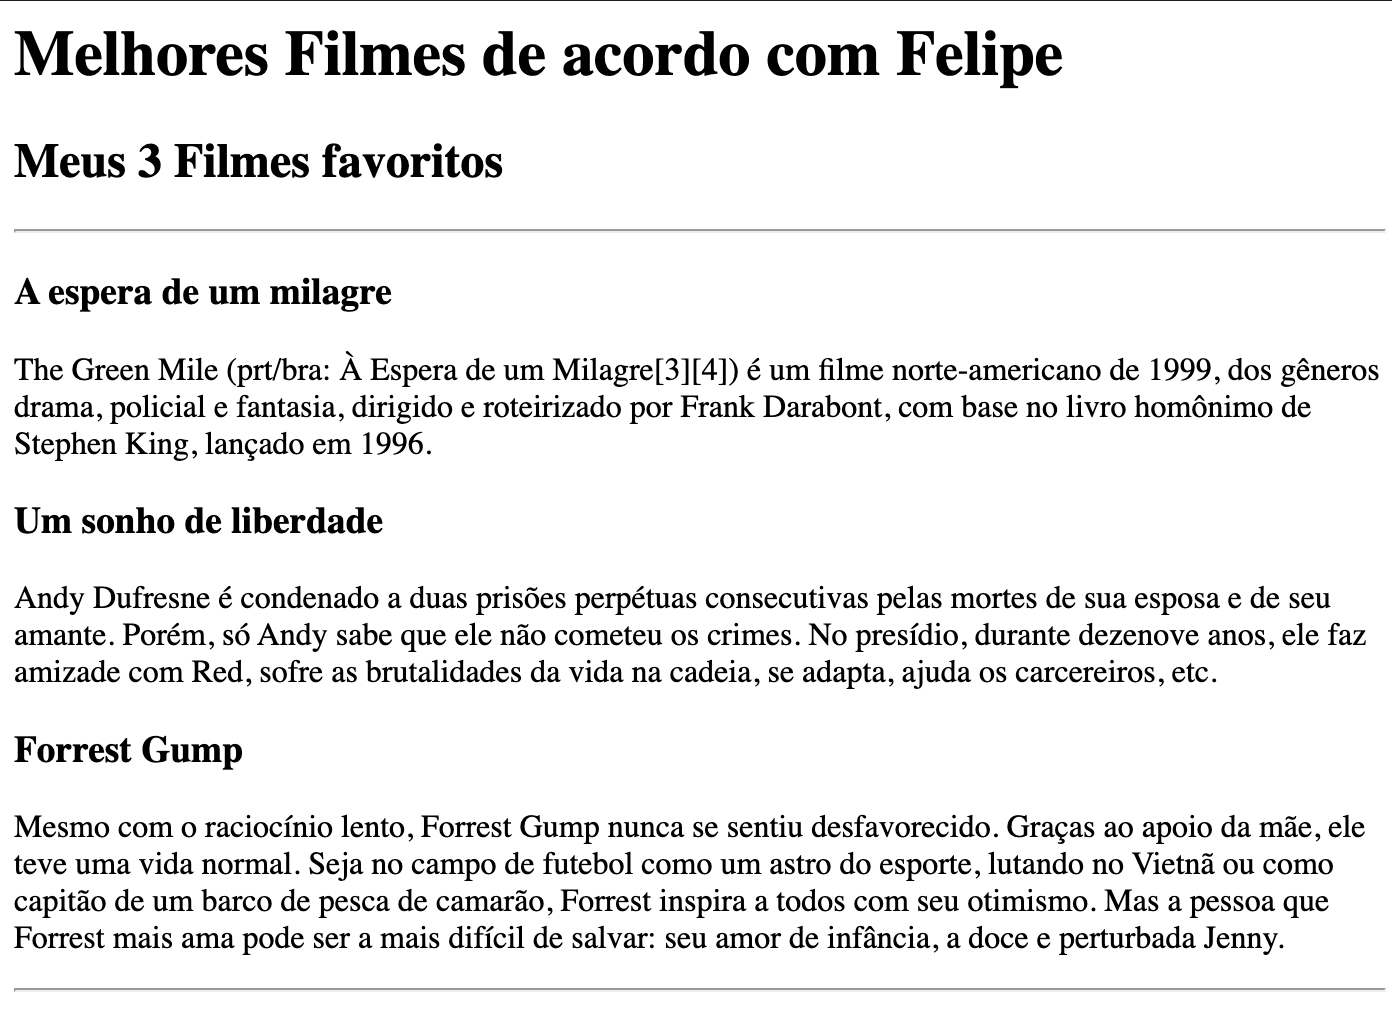 Melhores Filmes de acordo com Felipe
Meus 3 Filmes favoritos
A espera de um milagre
The Green Mile (prt/bra: À Espera de um Milagre[3][4]) é um filme norte-americano de 1999, dos gêneros
drama, policial e fantasia, dirigido e roteirizado por Frank Darabont, com base no livro homônimo de
Stephen King, lançado em 1996.
Um sonho de liberdade
Andy Dufresne é condenado a duas prisões perpétuas consecutivas pelas mortes de sua esposa e de seu
amante. Porém, só Andy sabe que ele não cometeu os crimes. No presídio, durante dezenove anos, ele faz
amizade com Red, sofre as brutalidades da vida na cadeia, se adapta, ajuda os carcereiros, etc.
Forrest Gump
Mesmo com o raciocínio lento, Forrest Gump nunca se sentiu desfavorecido. Graças ao apoio da mãe, ele
teve uma vida normal. Seja no campo de futebol como um astro do esporte, lutando no Vietnã ou como
capitão de um barco de pesca de camarão, Forrest inspira a todos com seu otimismo. Mas a pessoa que
Forrest mais ama pode ser a mais difícil de salvar: seu amor de infância, a doce e perturbada Jenny.